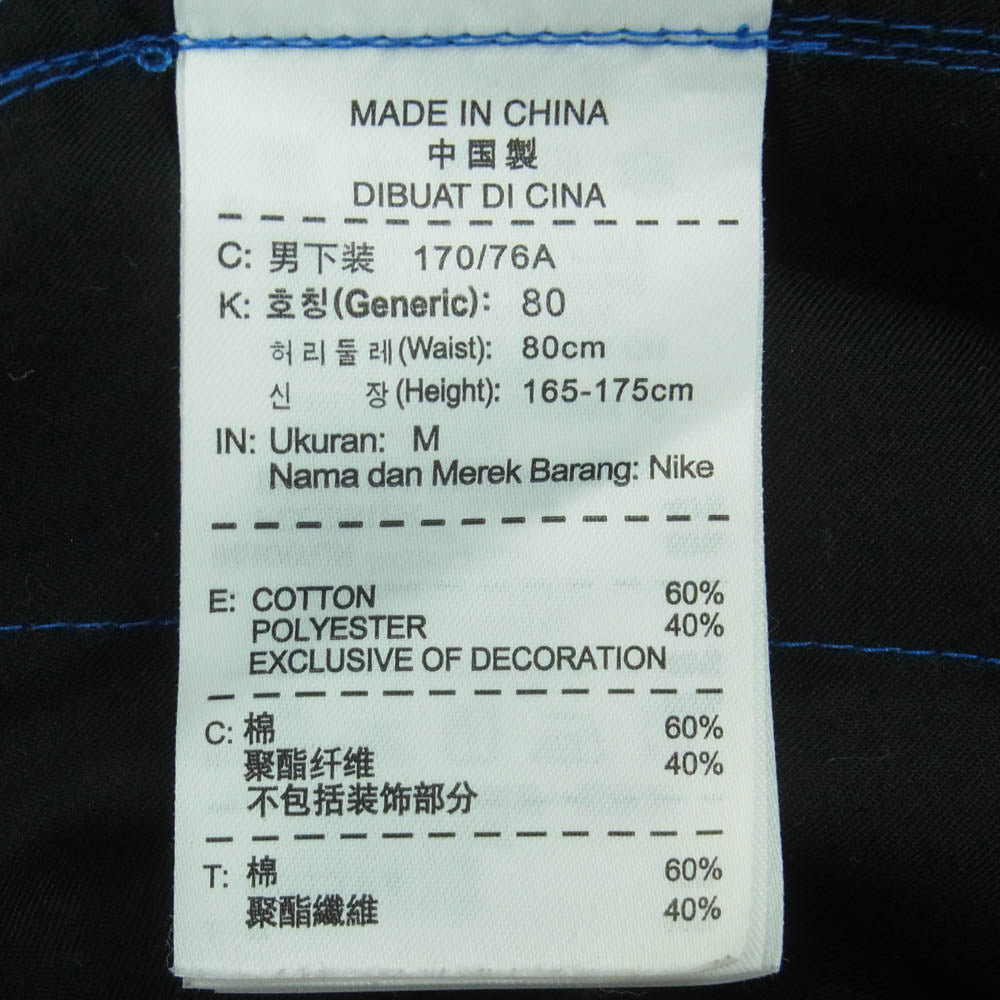 MADE IN CHINA
中国製
DIBUAT DI CINA
C: 男下装 170/76A
K: 호칭(Generic): 80
허리둘레(Waist): 80cm
신 장(Height): 165-175cm
IN: Ukuran: M
Nama dan Merek Barang: Nike
E: COTTON 60%
POLYESTER 40%
EXCLUSIVE OF DECORATION
C: 棉 60%
聚酯纤维 40%
不包括装饰部分
T: 棉 60%
聚酯纖維 40%